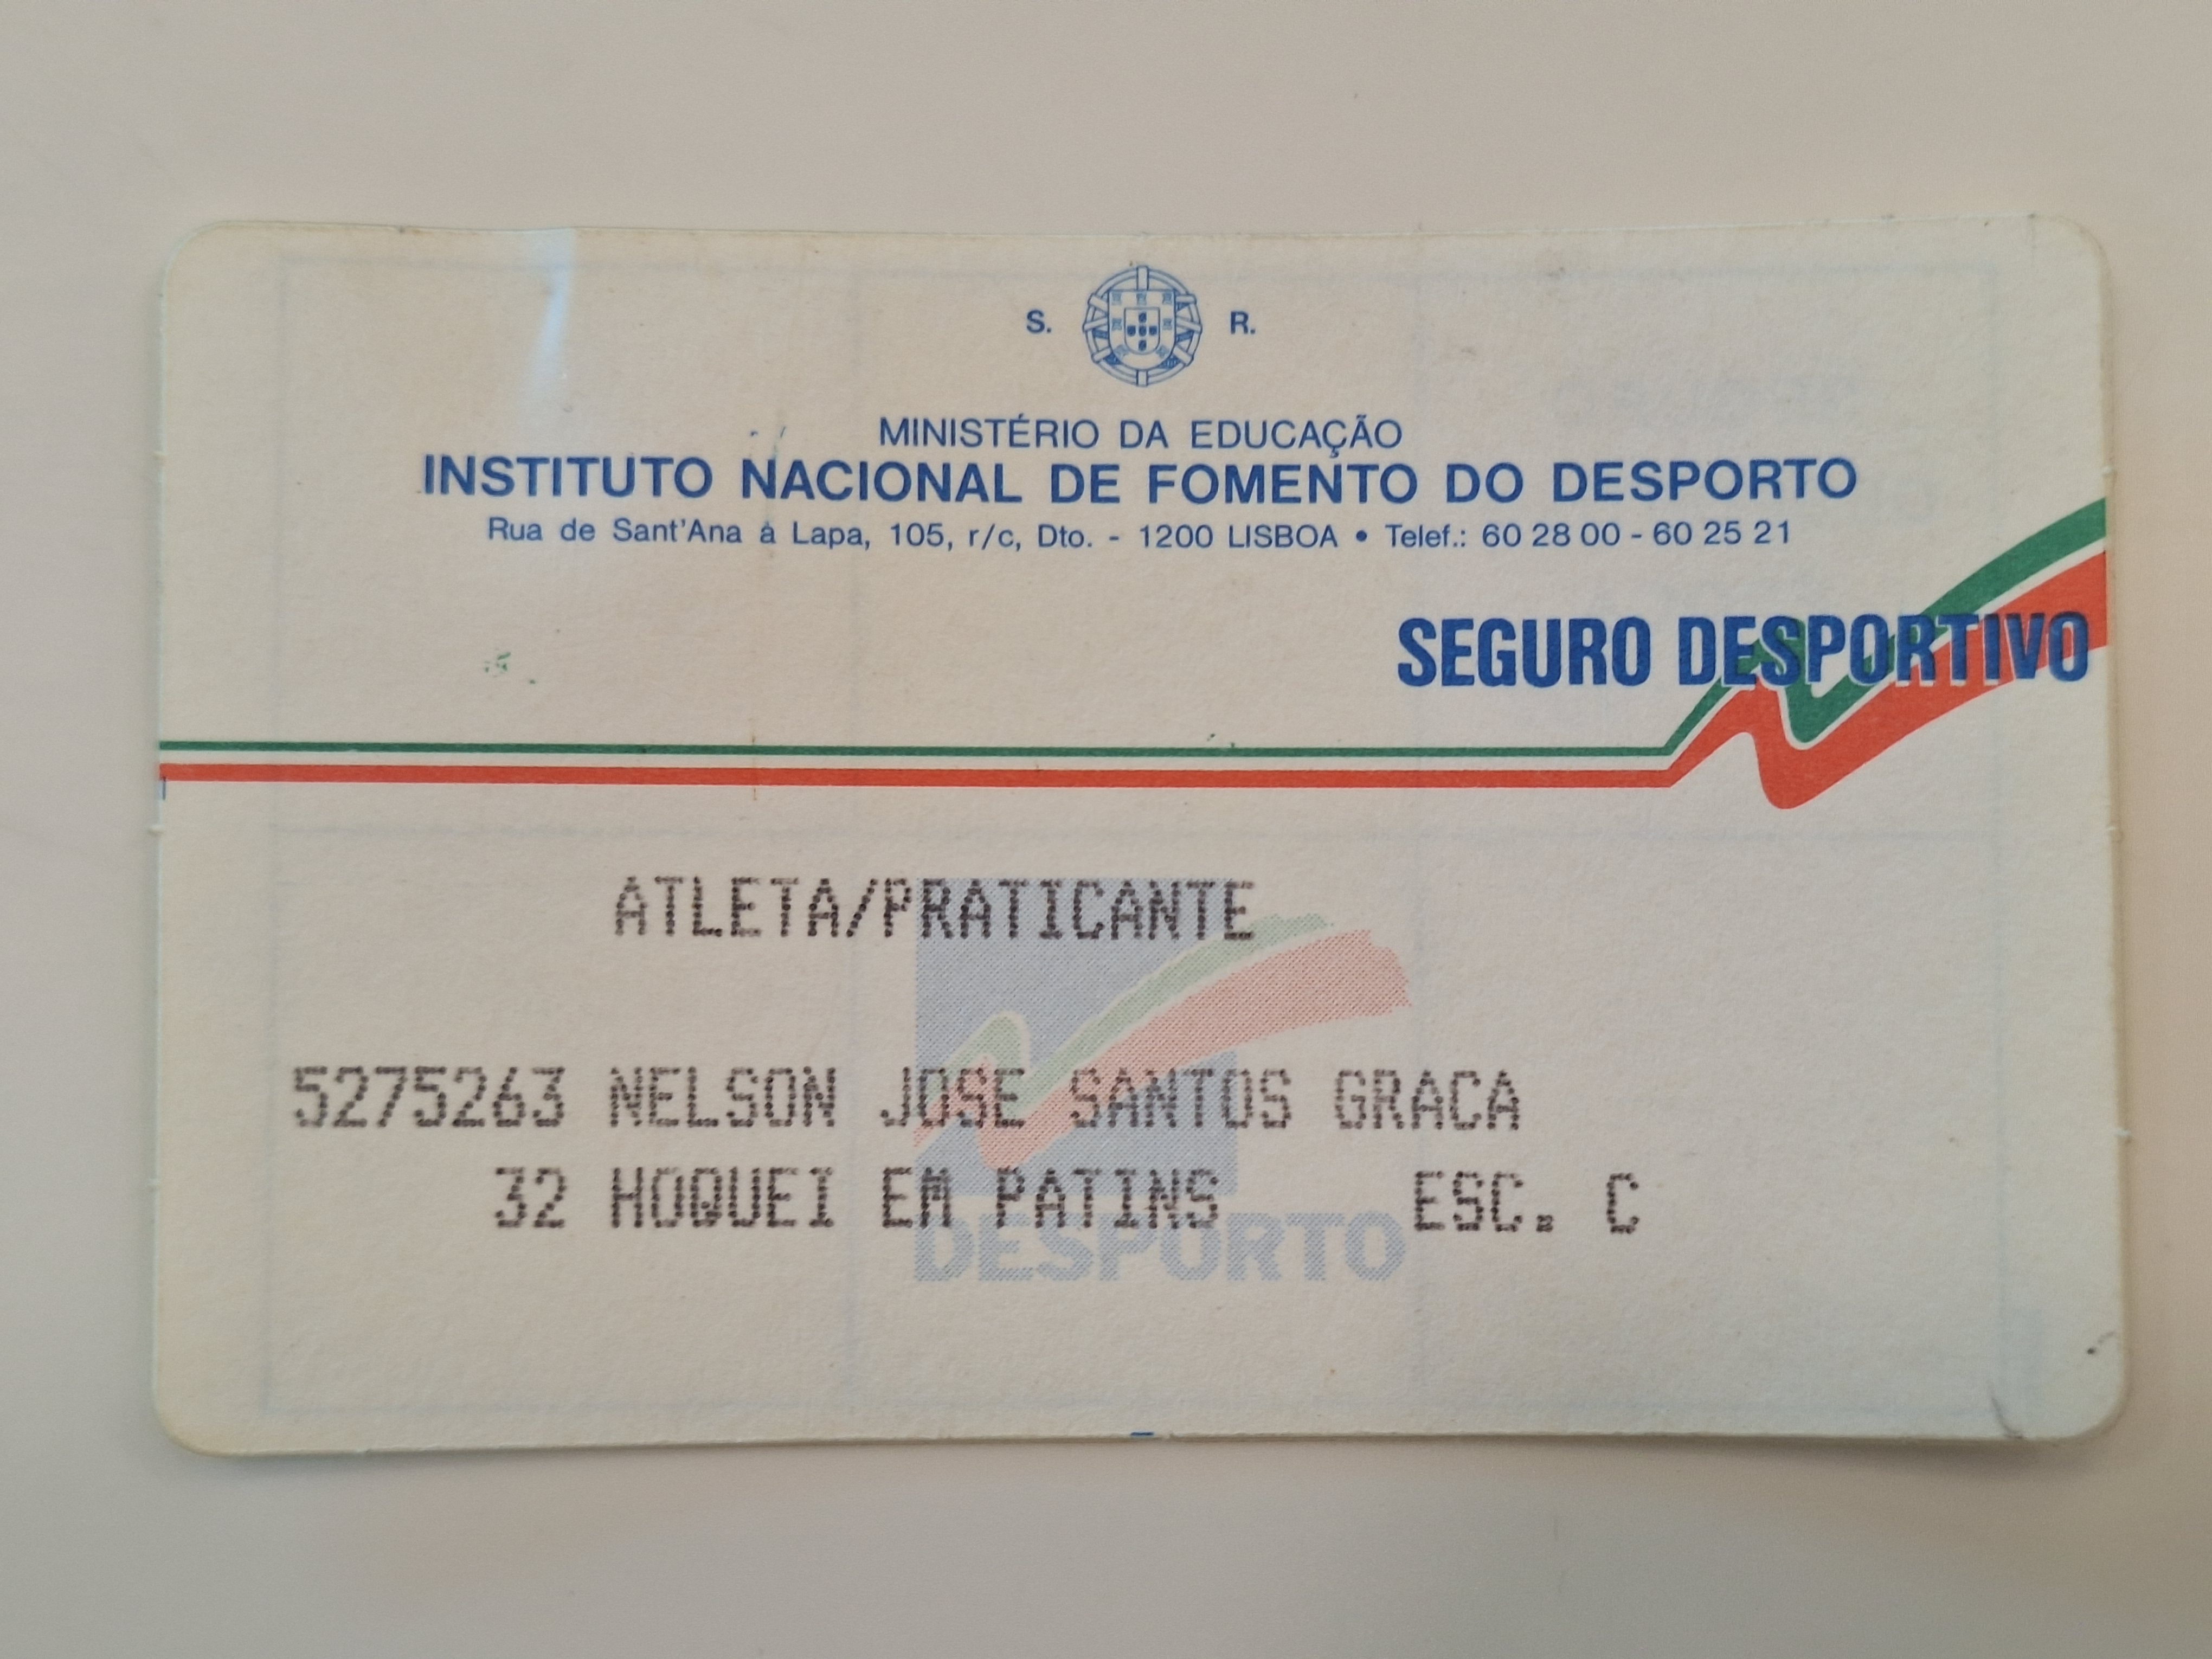 S. R.
MINISTÉRIO DA EDUCAÇÃO
INSTITUTO NACIONAL DE FOMENTO DO DESPORTO
Rua de Sant'Ana à Lapa, 105, r/c, Dto. - 1200 LISBOA • Telef.: 60 28 00 - 60 25 21
SEGURO DESPORTIVO
ATLETA/PRATICANTE
5275263 NELSON JOSE SANTOS GRACA
32 HOQUEI EM PATINS ESC. C
DESPORTO